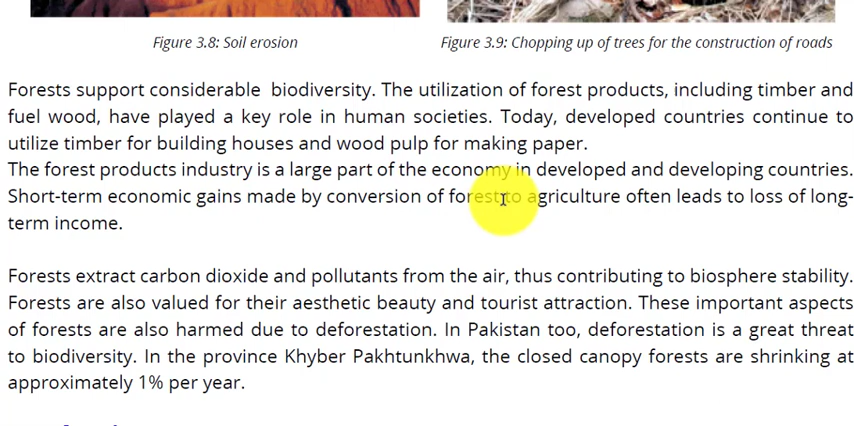 Figure 3.8: Soil erosion
Figure 3.9: Chopping up of trees for the construction of roads
Forests support considerable biodiversity. The utilization of forest products, including timber and
fuel wood, have played a key role in human societies. Today, developed countries continue to
utilize timber for building houses and wood pulp for making paper.
The forest products industry is a large part of the economy in developed and developing countries.
Short-term economic gains made by conversion of forest to agriculture often leads to loss of long-
term income.
Forests extract carbon dioxide and pollutants from the air, thus contributing to biosphere stability.
Forests are also valued for their aesthetic beauty and tourist attraction. These important aspects
of forests are also harmed due to deforestation. In Pakistan too, deforestation is a great threat
to biodiversity. In the province Khyber Pakhtunkhwa, the closed canopy forests are shrinking at
approximately 1% per year.